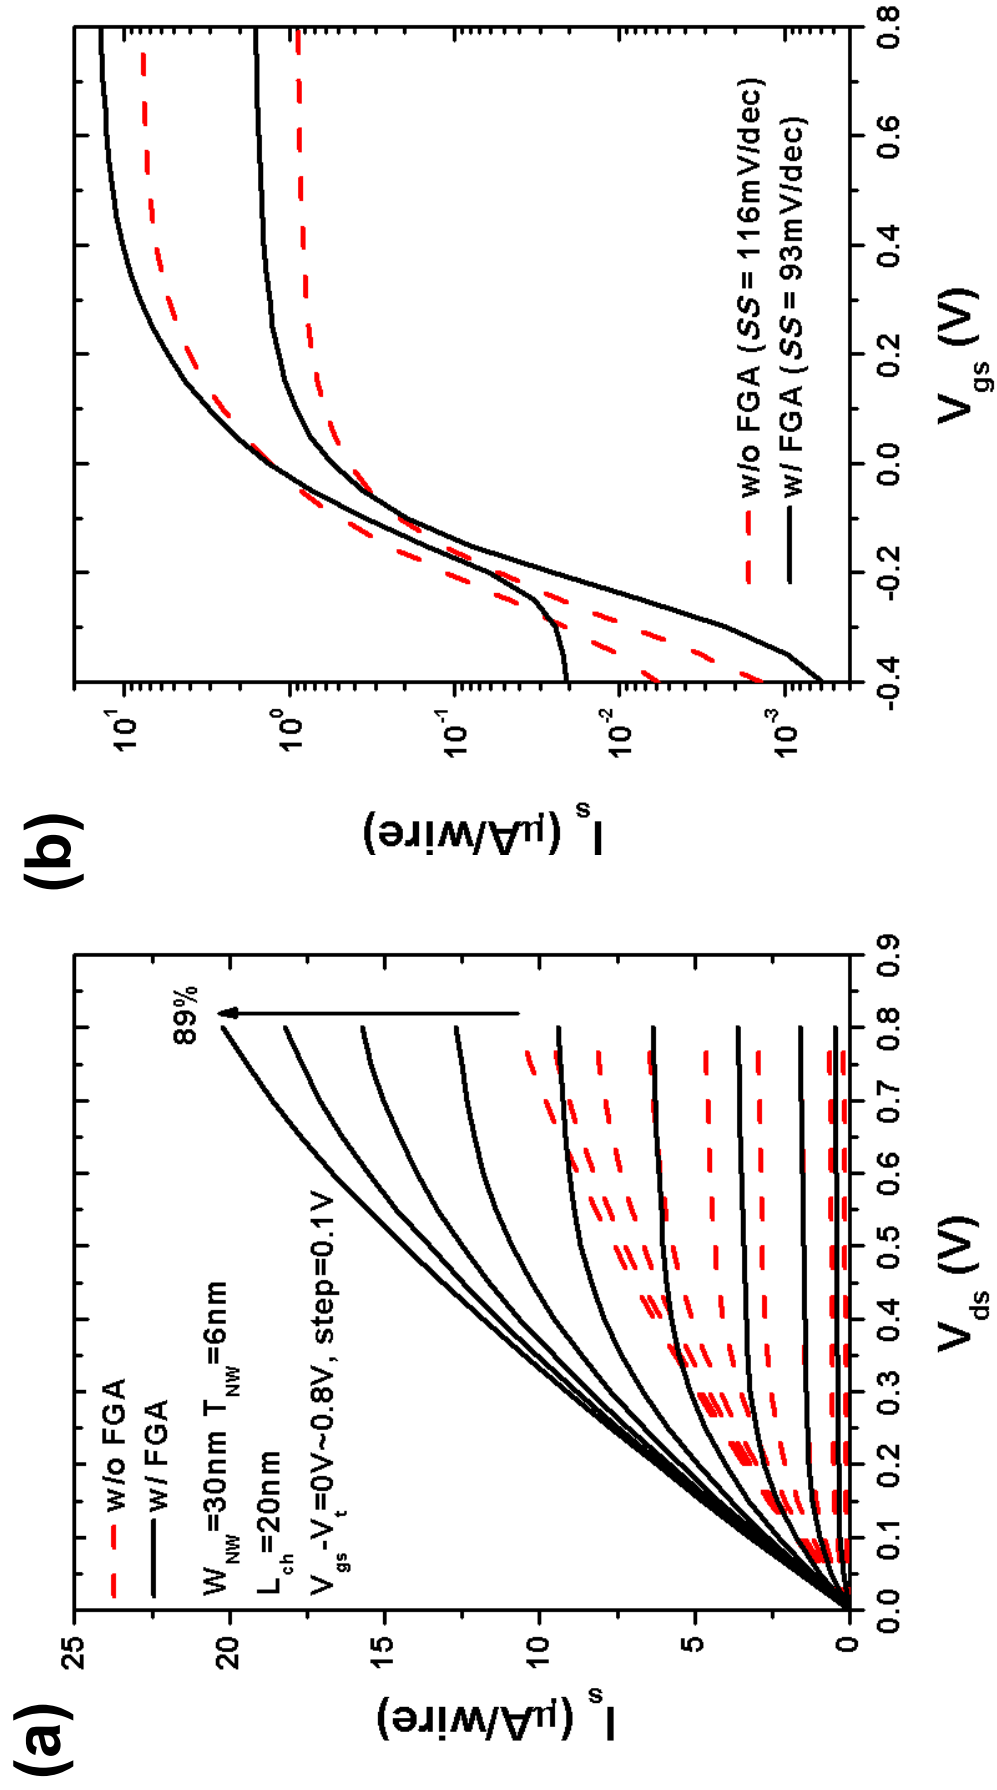 (a)
25
20
15
10
5
0
I_s (μA/wire)
w/o FGA
w/ FGA
W_NW=30nm T_NW=6nm
L_ch=20nm
V_gs-V_t=0V~0.8V, step=0.1V
89%
0.0 0.1 0.2 0.3 0.4 0.5 0.6 0.7 0.8 0.9
V_ds (V)
(b)
10^1
10^0
10^-1
10^-2
10^-3
I_s (μA/wire)
w/o FGA (SS = 116mV/dec)
w/ FGA (SS = 93mV/dec)
-0.4 -0.2 0.0 0.2 0.4 0.6 0.8
V_gs (V)